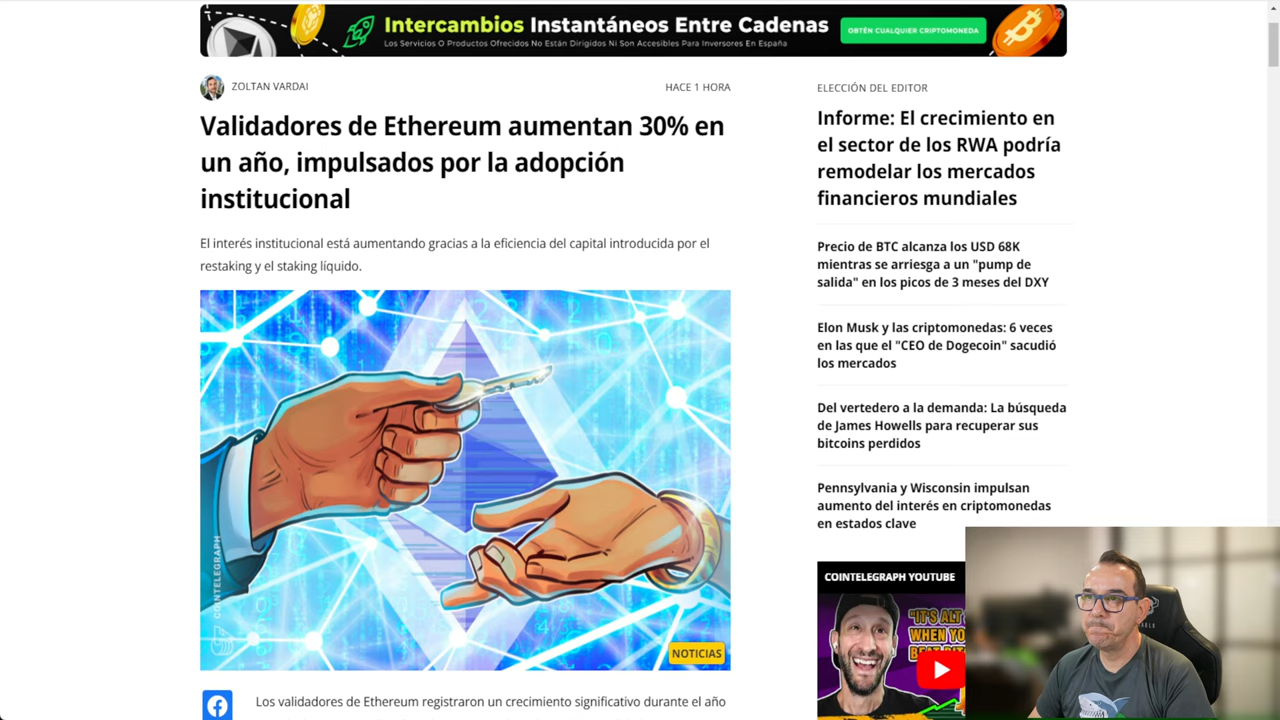 Intercambios Instantáneos Entre Cadenas
Los Servicios O Productos Ofrecidos No Están Dirigidos Ni Son Accesibles Para Inversores En España
OBTÉN CUALQUIER CRIPTOMONEDA
ZOLTAN VARDAI
HACE 1 HORA
Validadores de Ethereum aumentan 30% en
un año, impulsados por la adopción
institucional
El interés institucional está aumentando gracias a la eficiencia del capital introducida por el
restaking y el staking líquido.
COINTELEGRAPH
NOTICIAS
Los validadores de Ethereum registraron un crecimiento significativo durante el año
ELECCIÓN DEL EDITOR
Informe: El crecimiento en
el sector de los RWA podría
remodelar los mercados
financieros mundiales
Precio de BTC alcanza los USD 68K
mientras se arriesga a un "pump de
salida" en los picos de 3 meses del DXY
Elon Musk y las criptomonedas: 6 veces
en las que el "CEO de Dogecoin" sacudió
los mercados
Del vertedero a la demanda: La búsqueda
de James Howells para recuperar sus
bitcoins perdidos
Pennsylvania y Wisconsin impulsan
aumento del interés en criptomonedas
en estados clave
COINTELEGRAPH YOUTUBE
"IT'S ALT
WHEN YO